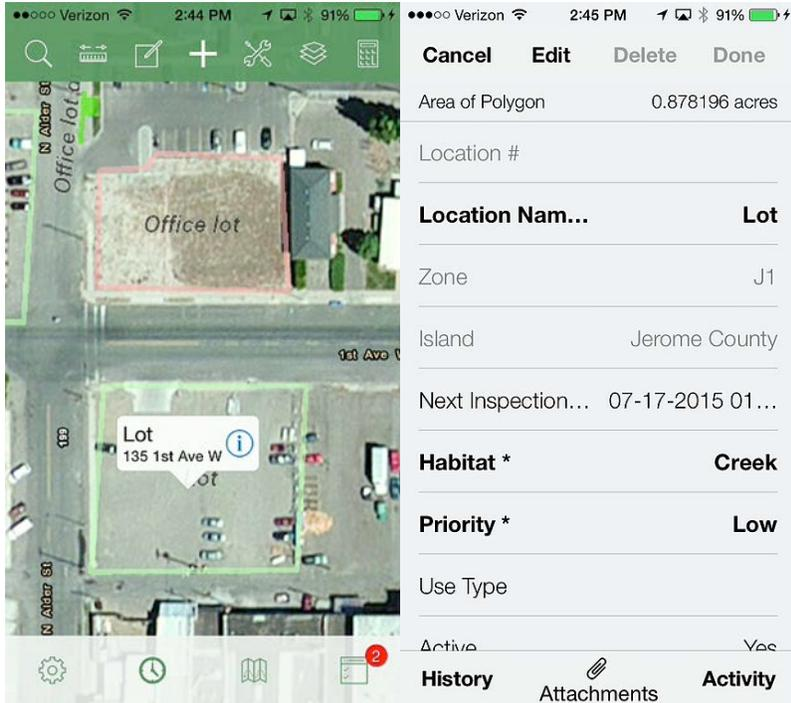 Verizon 2:44 PM 91%
N Alder St
Office lot
Office lot
1st Ave
199
Lot
135 1st Ave W
N Alder St
2
Verizon 2:45 PM 91%
Cancel Edit Delete Done
Area of Polygon 0.878196 acres
Location #
Location Nam... Lot
Zone J1
Island Jerome County
Next Inspection... 07-17-2015 01...
Habitat * Creek
Priority * Low
Use Type
Active Yes
History Attachments Activity